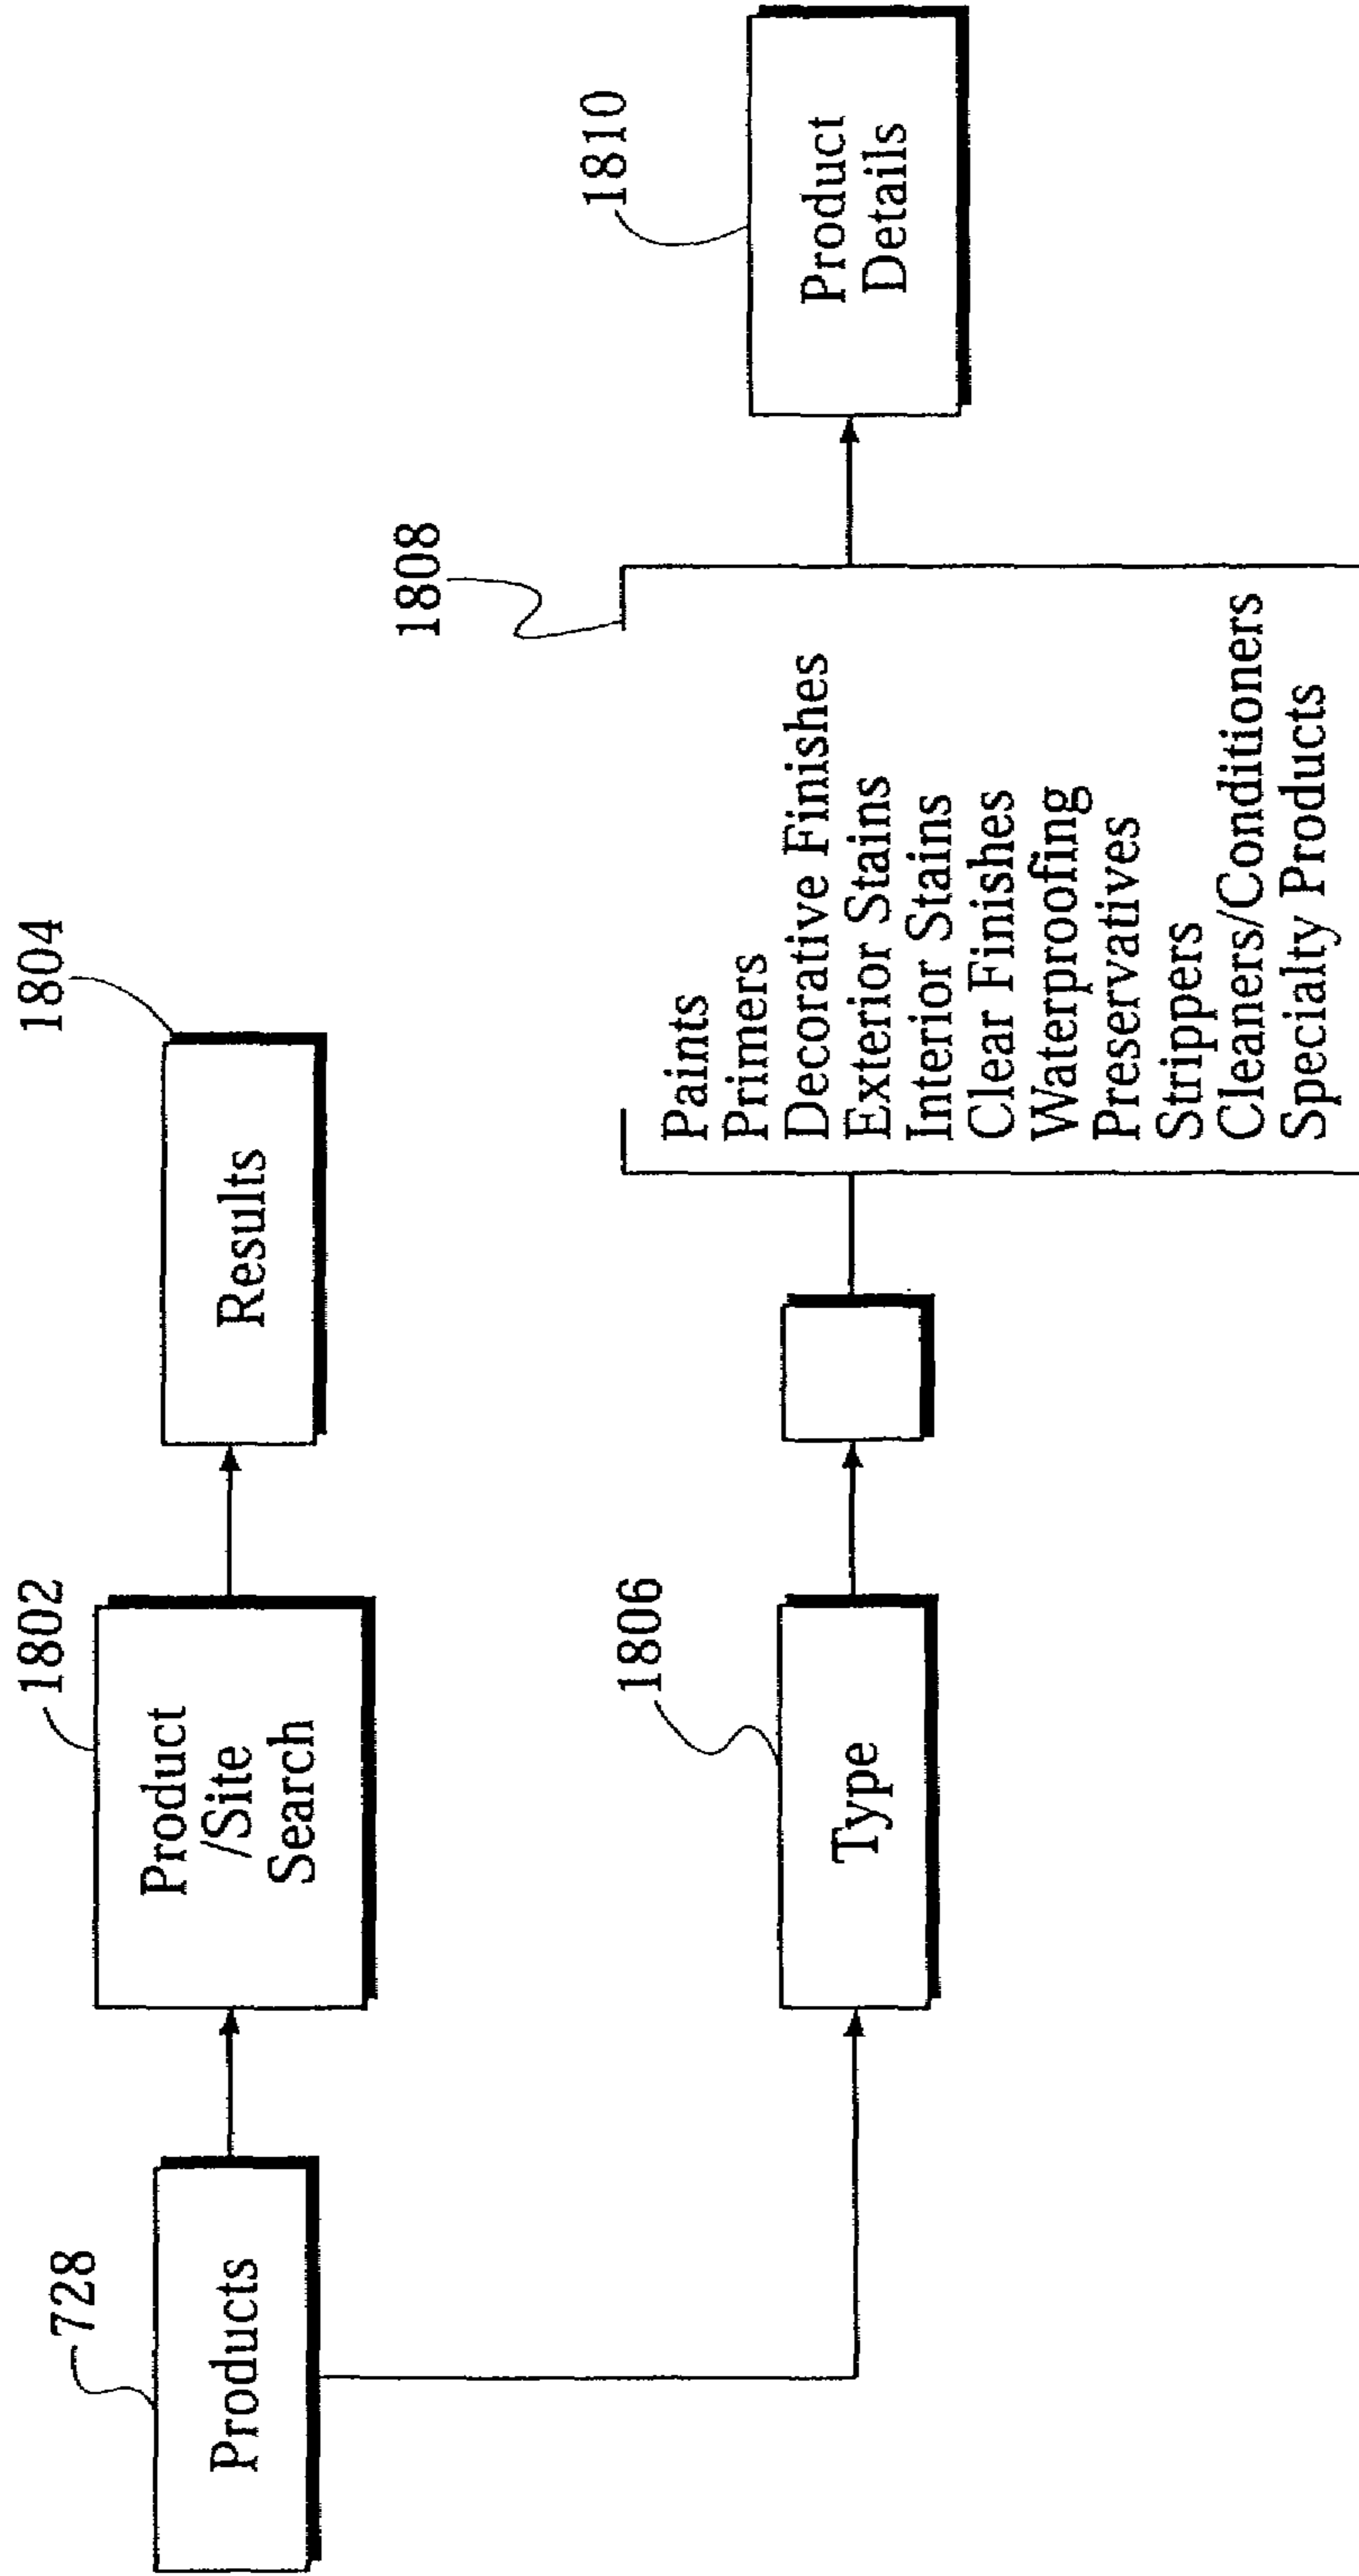 728
Products
1802
Product
/Site
Search
1804
Results
1806
Type
1808
Paints
Primers
Decorative Finishes
Exterior Stains
Interior Stains
Clear Finishes
Waterproofing
Preservatives
Strippers
Cleaners/Conditioners
Specialty Products
1810
Product
Details